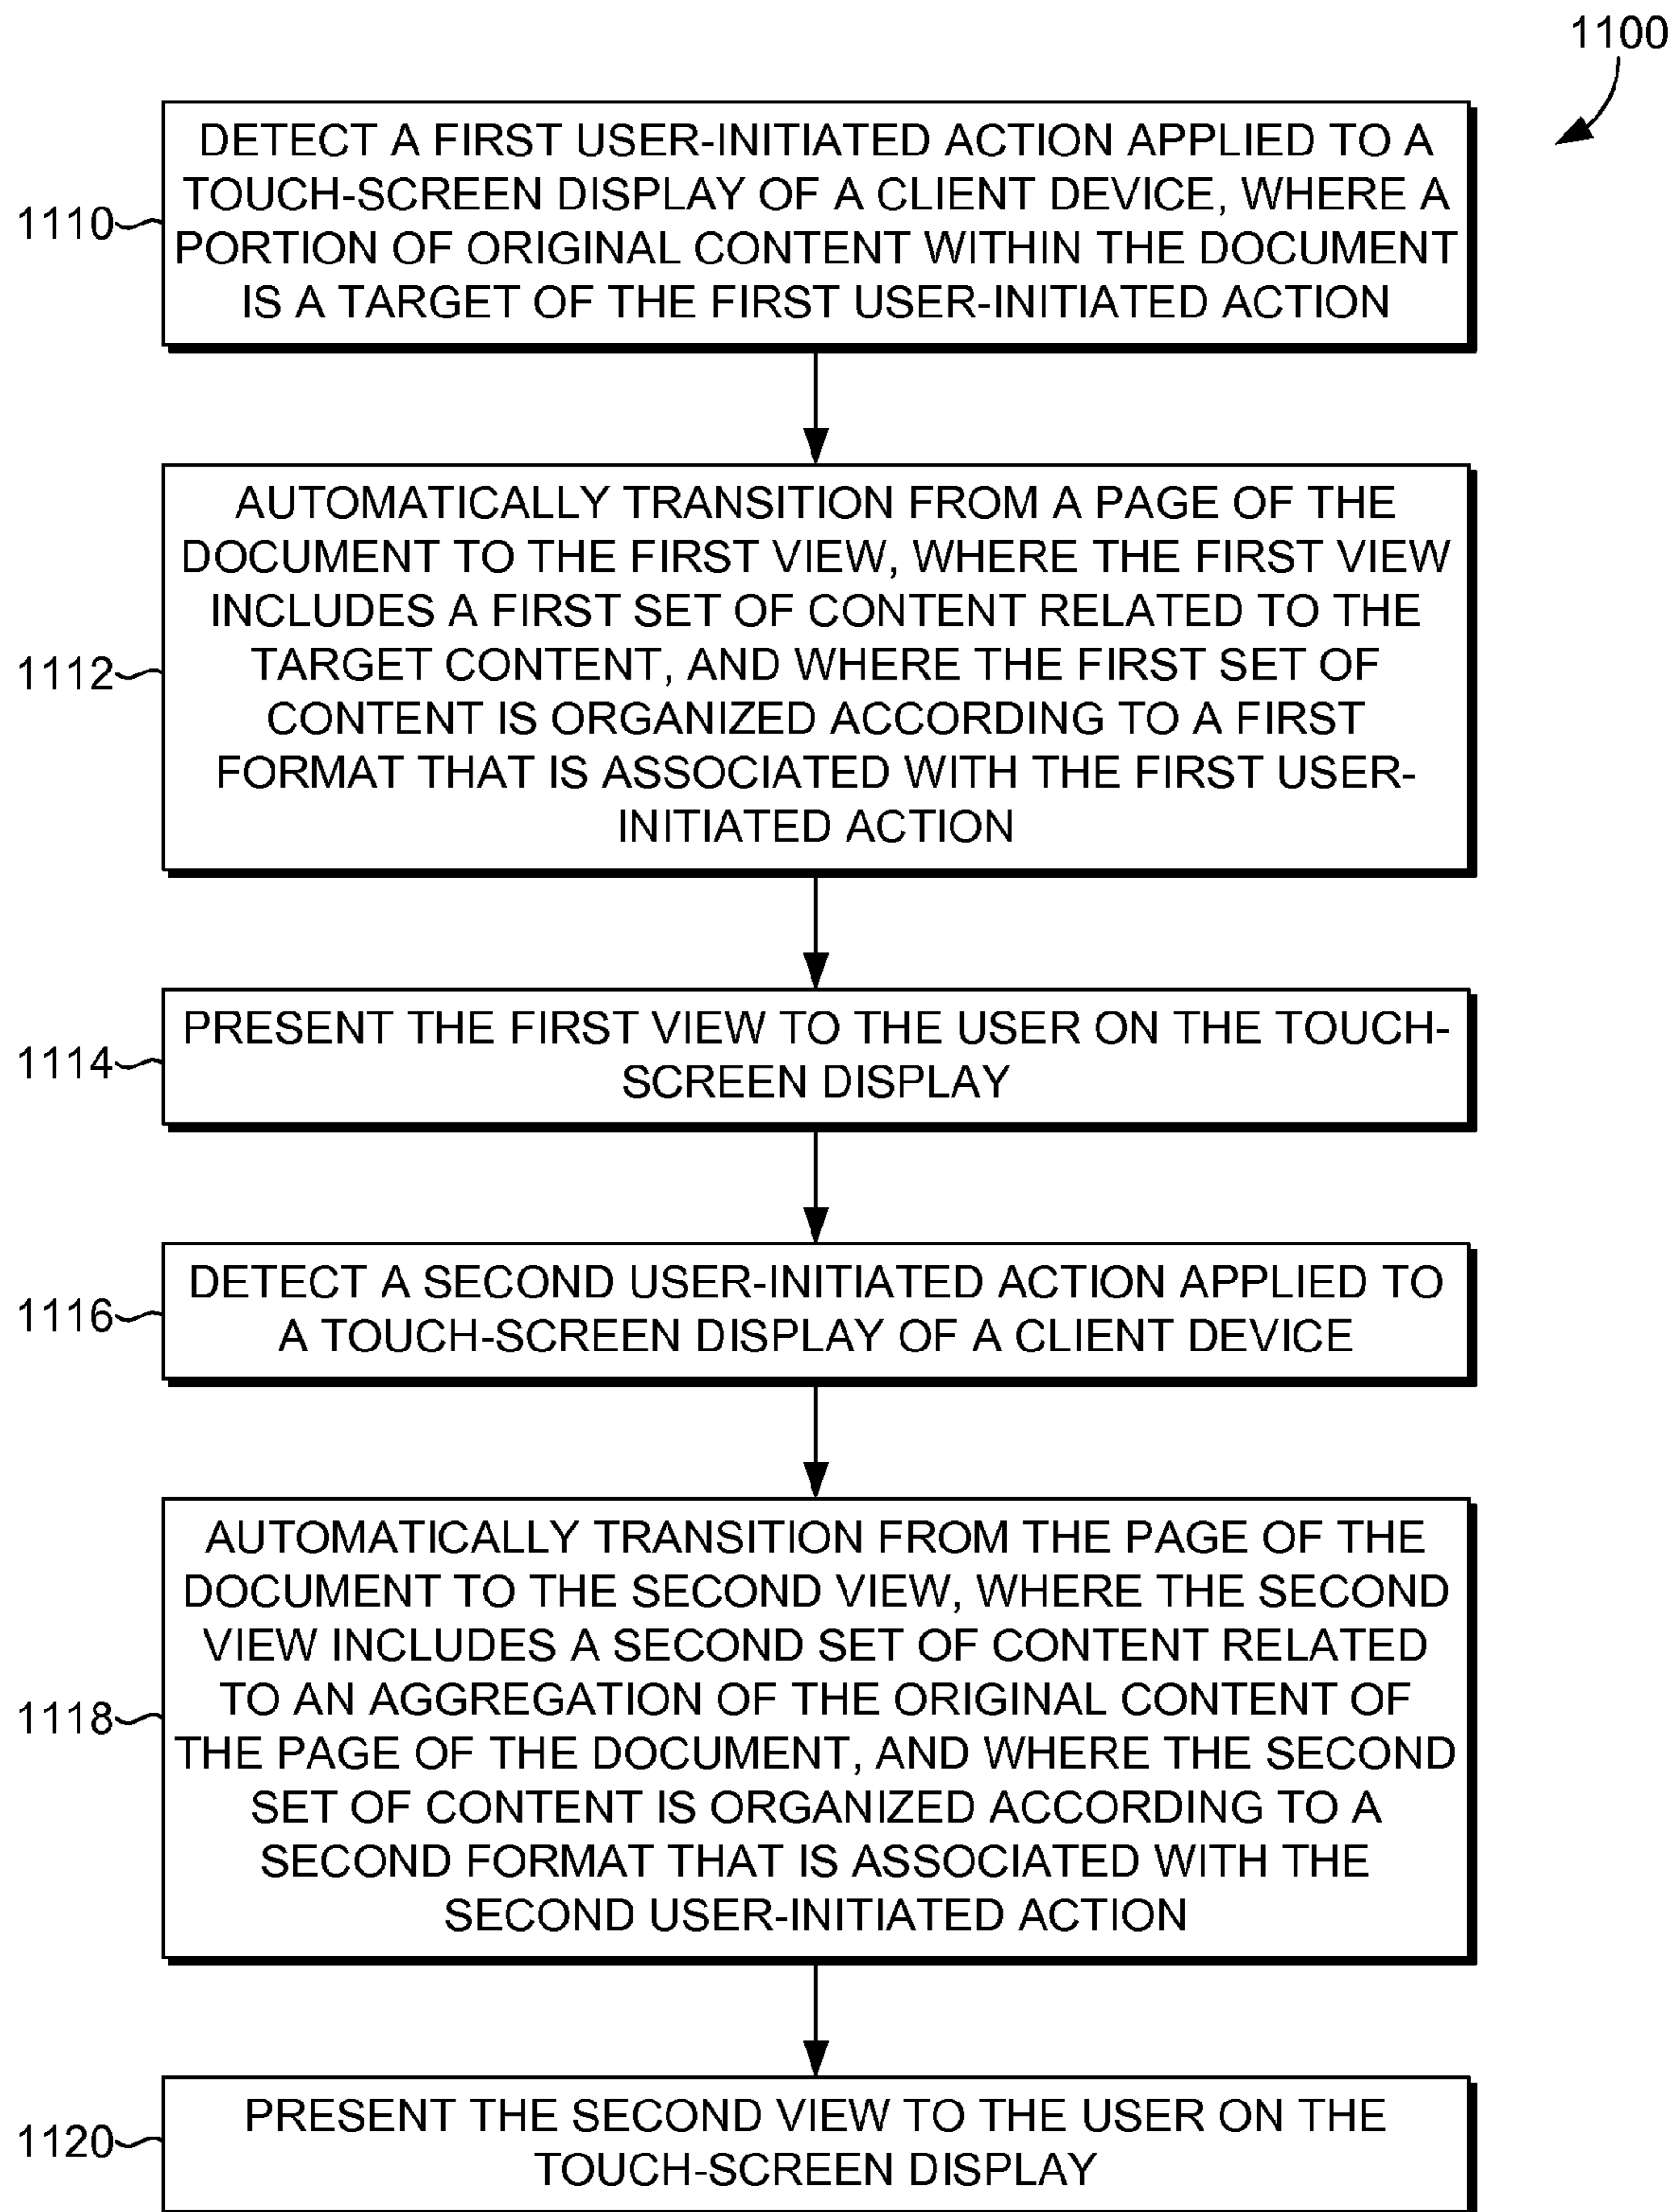 1100
1110
DETECT A FIRST USER-INITIATED ACTION APPLIED TO A
TOUCH-SCREEN DISPLAY OF A CLIENT DEVICE, WHERE A
PORTION OF ORIGINAL CONTENT WITHIN THE DOCUMENT
IS A TARGET OF THE FIRST USER-INITIATED ACTION
1112
AUTOMATICALLY TRANSITION FROM A PAGE OF THE
DOCUMENT TO THE FIRST VIEW, WHERE THE FIRST VIEW
INCLUDES A FIRST SET OF CONTENT RELATED TO THE
TARGET CONTENT, AND WHERE THE FIRST SET OF
CONTENT IS ORGANIZED ACCORDING TO A FIRST
FORMAT THAT IS ASSOCIATED WITH THE FIRST USER-
INITIATED ACTION
1114
PRESENT THE FIRST VIEW TO THE USER ON THE TOUCH-
SCREEN DISPLAY
1116
DETECT A SECOND USER-INITIATED ACTION APPLIED TO
A TOUCH-SCREEN DISPLAY OF A CLIENT DEVICE
1118
AUTOMATICALLY TRANSITION FROM THE PAGE OF THE
DOCUMENT TO THE SECOND VIEW, WHERE THE SECOND
VIEW INCLUDES A SECOND SET OF CONTENT RELATED
TO AN AGGREGATION OF THE ORIGINAL CONTENT OF
THE PAGE OF THE DOCUMENT, AND WHERE THE SECOND
SET OF CONTENT IS ORGANIZED ACCORDING TO A
SECOND FORMAT THAT IS ASSOCIATED WITH THE
SECOND USER-INITIATED ACTION
1120
PRESENT THE SECOND VIEW TO THE USER ON THE
TOUCH-SCREEN DISPLAY